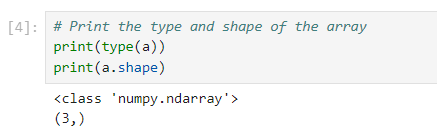 [4]:
# Print the type and shape of the array
print(type(a))
print(a.shape)
<class 'numpy.ndarray'>
(3,)